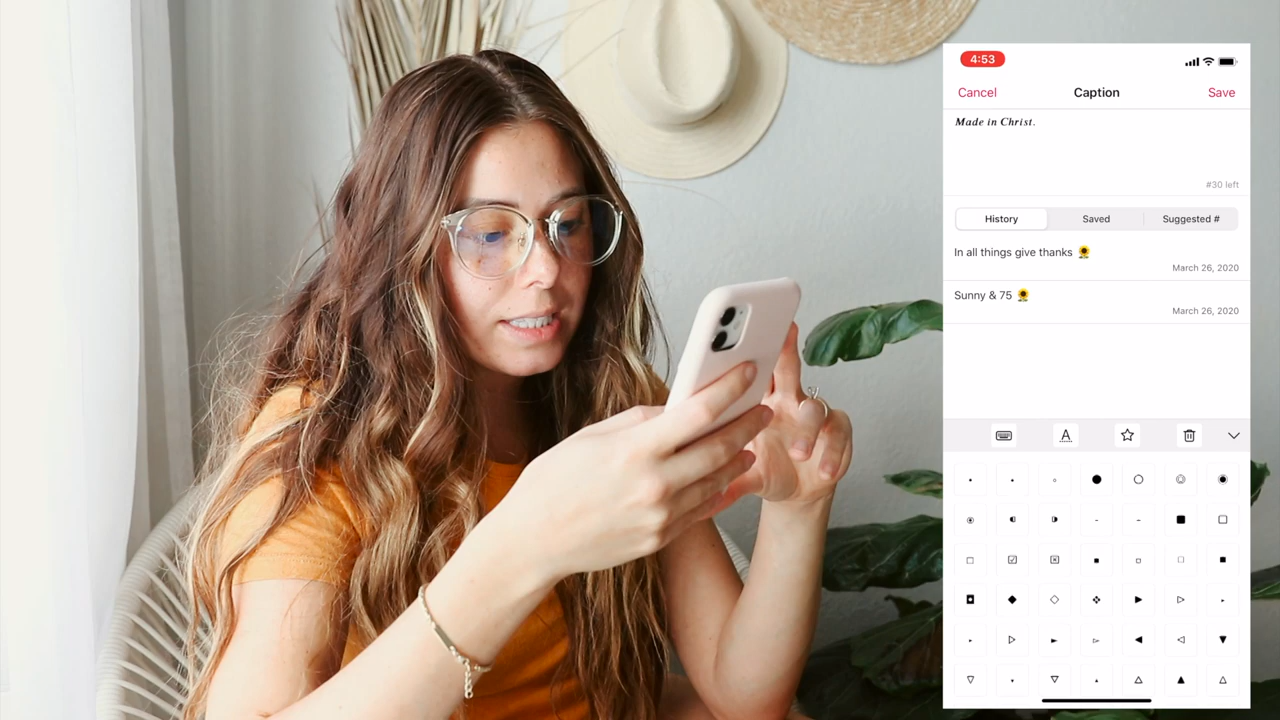 4:53
Cancel
Caption
Save
Made in Christ.
#30 left
History
Saved
Suggested #
In all things give thanks 🌻
March 26, 2020
Sunny & 75 🌻
March 26, 2020
A